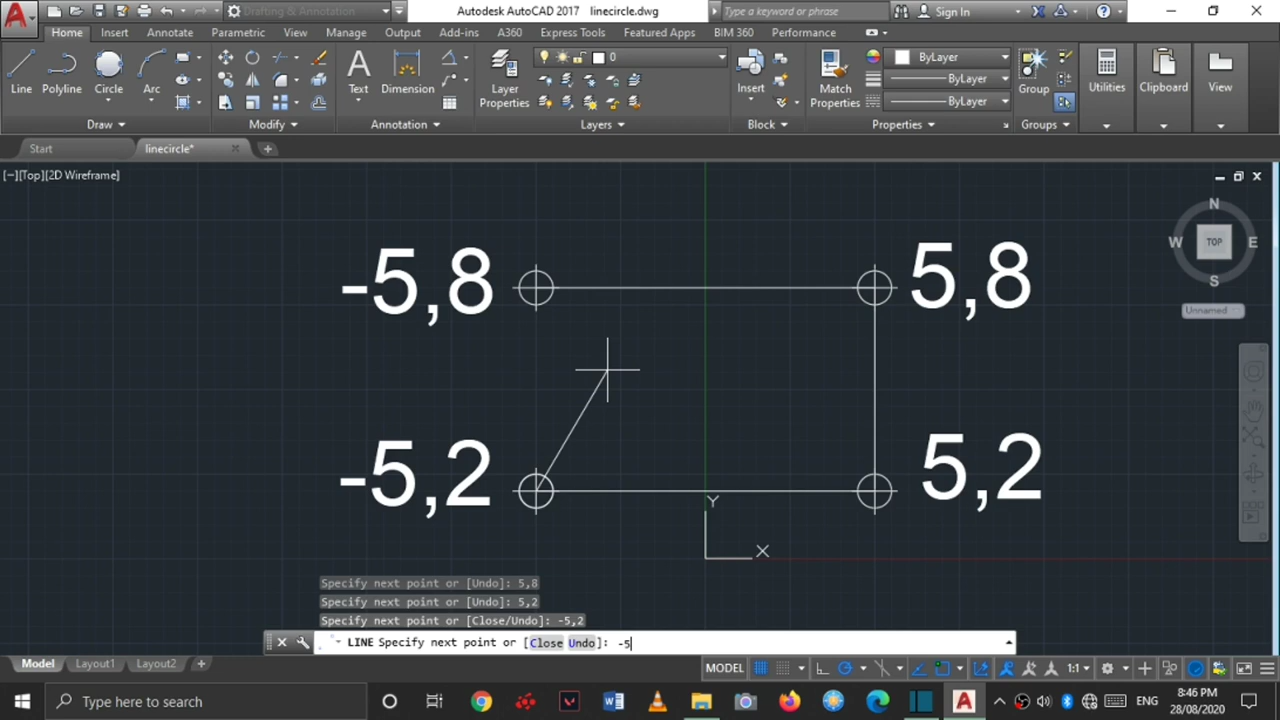 Drafting & Annotation
Autodesk AutoCAD 2017 linecircle.dwg
Type a keyword or phrase
Sign In
Home Insert Annotate Parametric View Manage Output Add-ins A360 Express Tools Featured Apps BIM 360 Performance
0
ByLayer
ByLayer
ByLayer
Line Polyline Circle Arc
Text Dimension
Layer Properties
Insert
Match Properties
Group
Utilities
Clipboard
View
Draw Modify Annotation Layers Block Properties Groups
Start linecircle*
[−][Top][2D Wireframe]
N
W TOP E
S
Unnamed
-5,8 5,8
-5,2 5,2
Y
X
Specify next point or [Undo]: 5,8
Specify next point or [Undo]: 5,2
Specify next point or [Close/Undo]: -5,2
LINE Specify next point or [Close Undo]: -5
Model Layout1 Layout2 +
MODEL 1:1
Type here to search
ENG
8:46 PM
28/08/2020